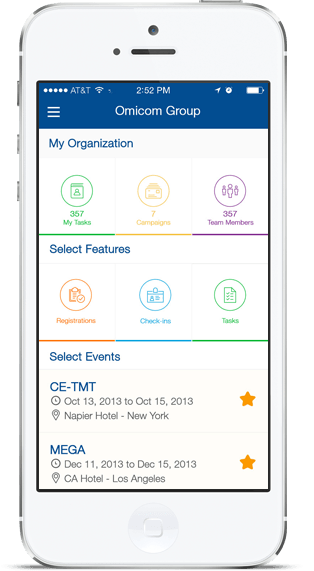 AT&T 2:52 PM
Omicom Group
My Organization
357 7 357
My Tasks Campaigns Team Members
Select Features
Registrations Check-ins Tasks
Select Events
CE-TMT
Oct 13, 2013 to Oct 15, 2013
Napier Hotel - New York
MEGA
Dec 11, 2013 to Dec 15, 2013
CA Hotel - Los Angeles